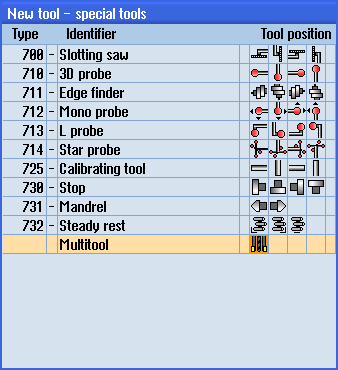 New tool - special tools
Type Identifier Tool position
700 - Slotting saw
710 - 3D probe
711 - Edge finder
712 - Mono probe
713 - L probe
714 - Star probe
725 - Calibrating tool
730 - Stop
731 - Mandrel
732 - Steady rest
Multitool